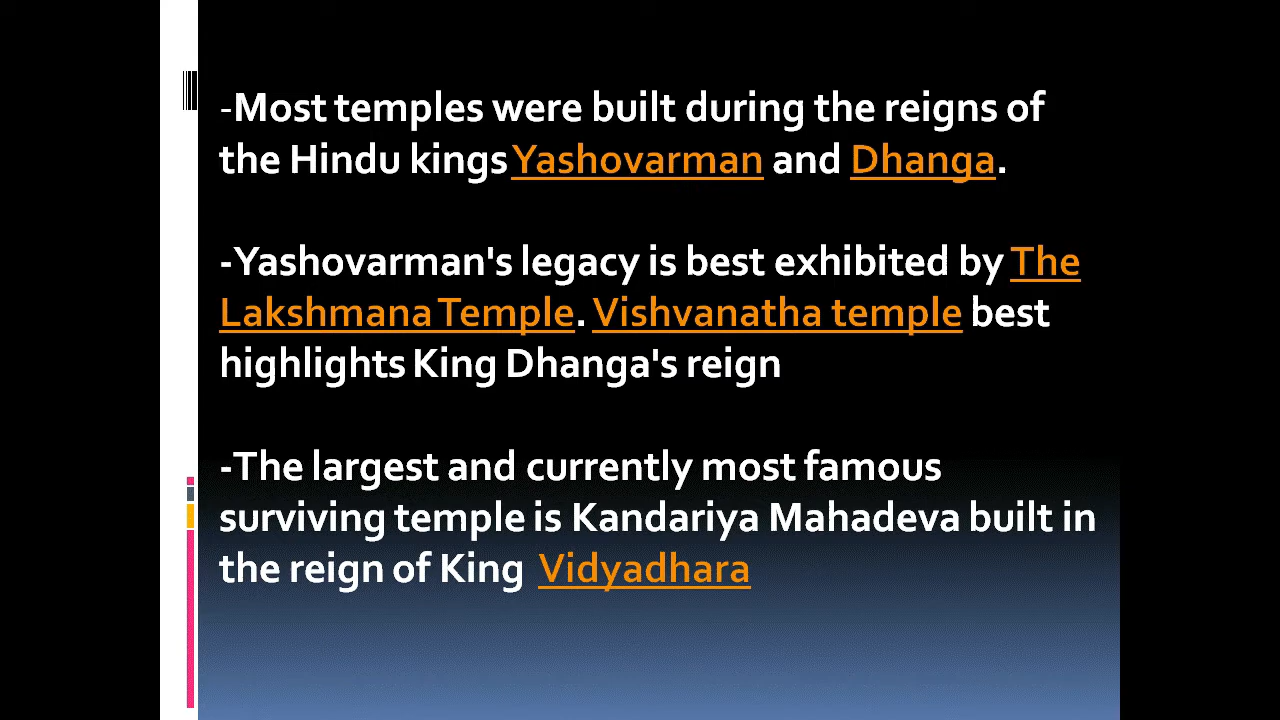 -Most temples were built during the reigns of
the Hindu kings Yashovarman and Dhanga.
-Yashovarman's legacy is best exhibited by The
Lakshmana Temple. Vishvanatha temple best
highlights King Dhanga's reign
-The largest and currently most famous
surviving temple is Kandariya Mahadeva built in
the reign of King Vidyadhara